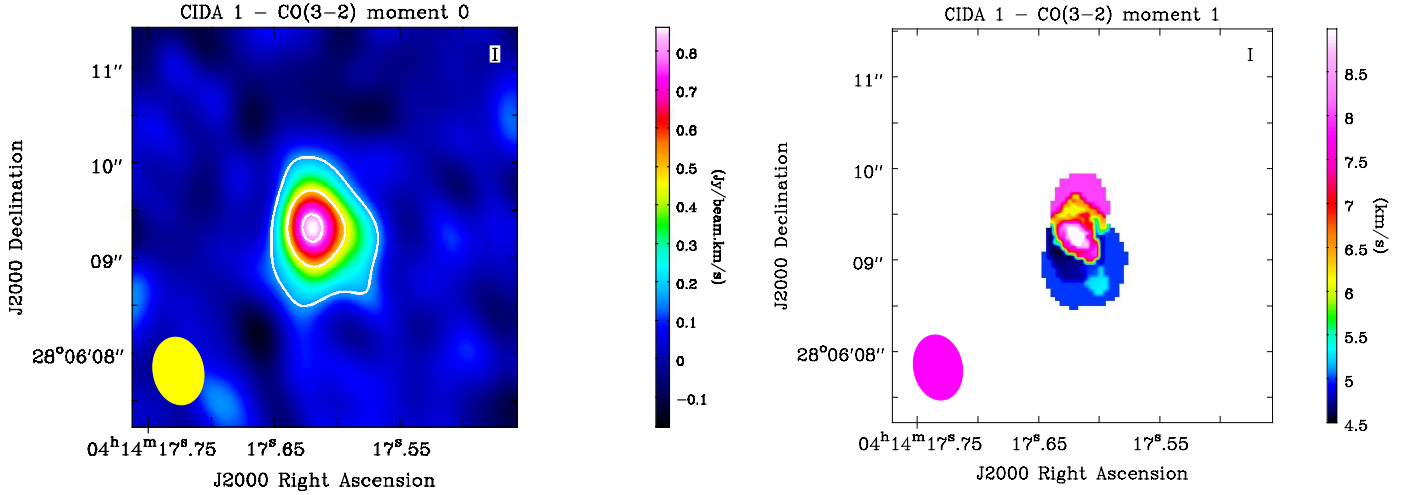 CIDA 1 – CO(3–2) moment 0
I
11″
10″
09″
28°06′08″
04ʰ14ᵐ17ˢ.75
17ˢ.65
17ˢ.55
J2000 Right Ascension
J2000 Declination
0.8
0.7
0.6
0.5
0.4
0.3
0.2
0.1
0
−0.1
(Jy/beam.km/s)
CIDA 1 – CO(3–2) moment 1
I
11″
10″
09″
28°06′08″
04ʰ14ᵐ17ˢ.75
17ˢ.65
17ˢ.55
J2000 Right Ascension
J2000 Declination
8.5
8
7.5
7
6.5
6
5.5
5
4.5
(km/s)